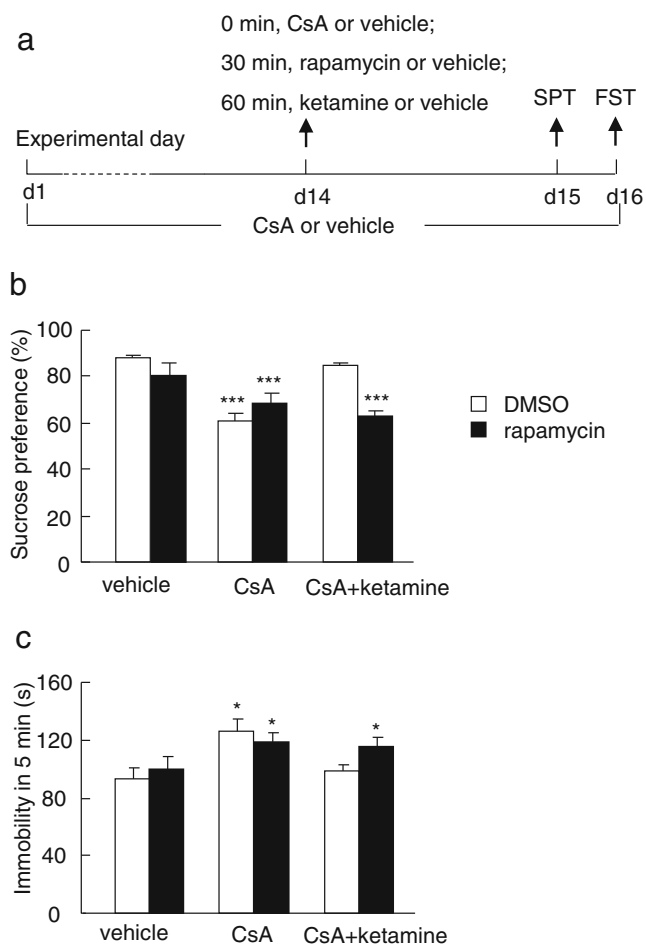 a
0 min, CsA or vehicle;
30 min, rapamycin or vehicle;
60 min, ketamine or vehicle
SPT FST
Experimental day
d1 d14 d15 d16
CsA or vehicle
b
Sucrose preference (%)
100
80
60
40
20
0
*** *** ***
vehicle CsA CsA+ketamine
DMSO
rapamycin
c
Immobility in 5 min (s)
160
120
80
40
0
* * *
vehicle CsA CsA+ketamine